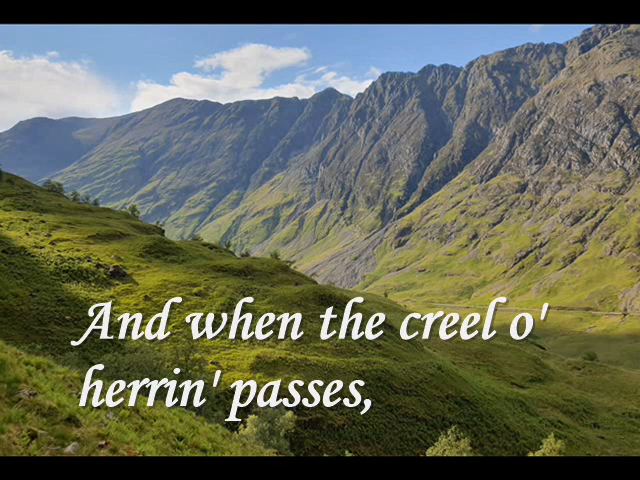 And when the creel o'
herrin' passes,